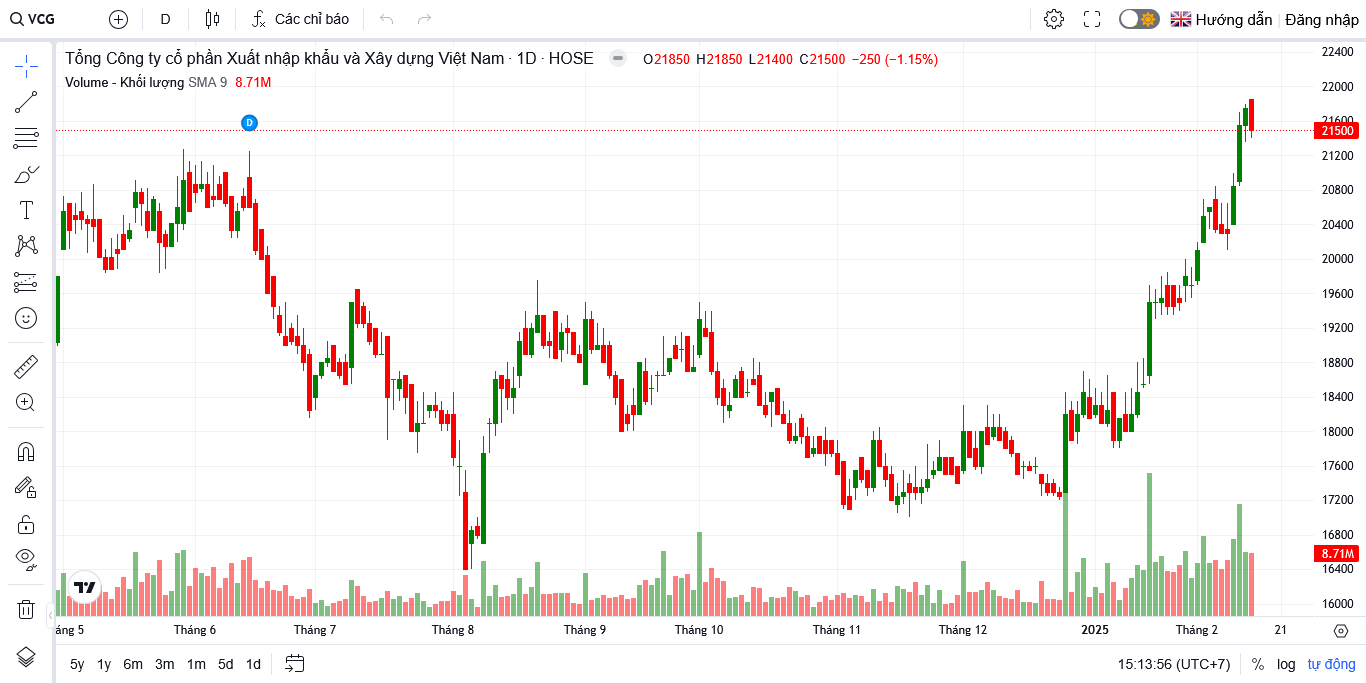 VCG D Các chỉ báo Hướng dẫn Đăng nhập
Tổng Công ty cổ phần Xuất nhập khẩu và Xây dựng Việt Nam · 1D · HOSE O21850 H21850 L21400 C21500 −250 (−1.15%)
Volume - Khối lượng SMA 9 8.71M
D
22400
22000
21600
21500
21200
20800
20400
20000
19600
19200
18800
18400
18000
17600
17200
16800
8.71M
16400
16000
áng 5 Tháng 6 Tháng 7 Tháng 8 Tháng 9 Tháng 10 Tháng 11 Tháng 12 2025 Tháng 2 21
5y 1y 6m 3m 1m 5d 1d 15:13:56 (UTC+7) % log tự động